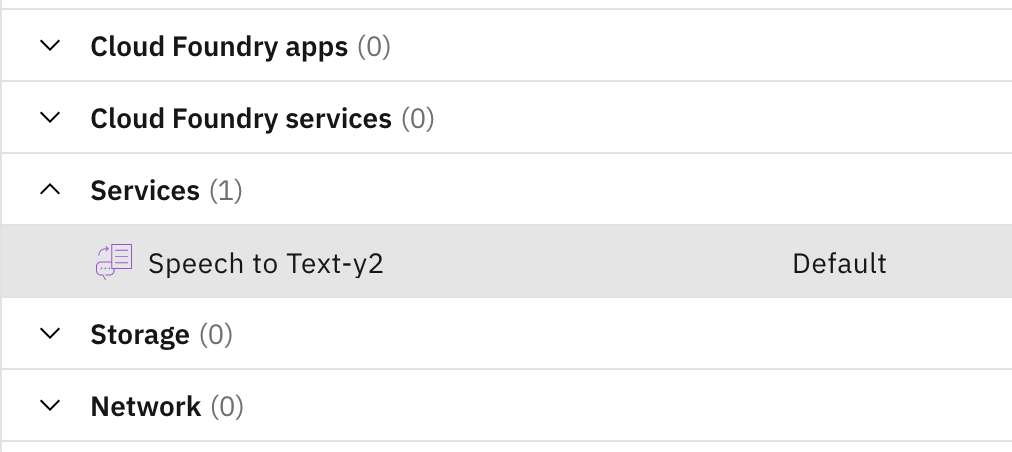 Cloud Foundry apps (0)
Cloud Foundry services (0)
Services (1)
Speech to Text-y2 Default
Storage (0)
Network (0)